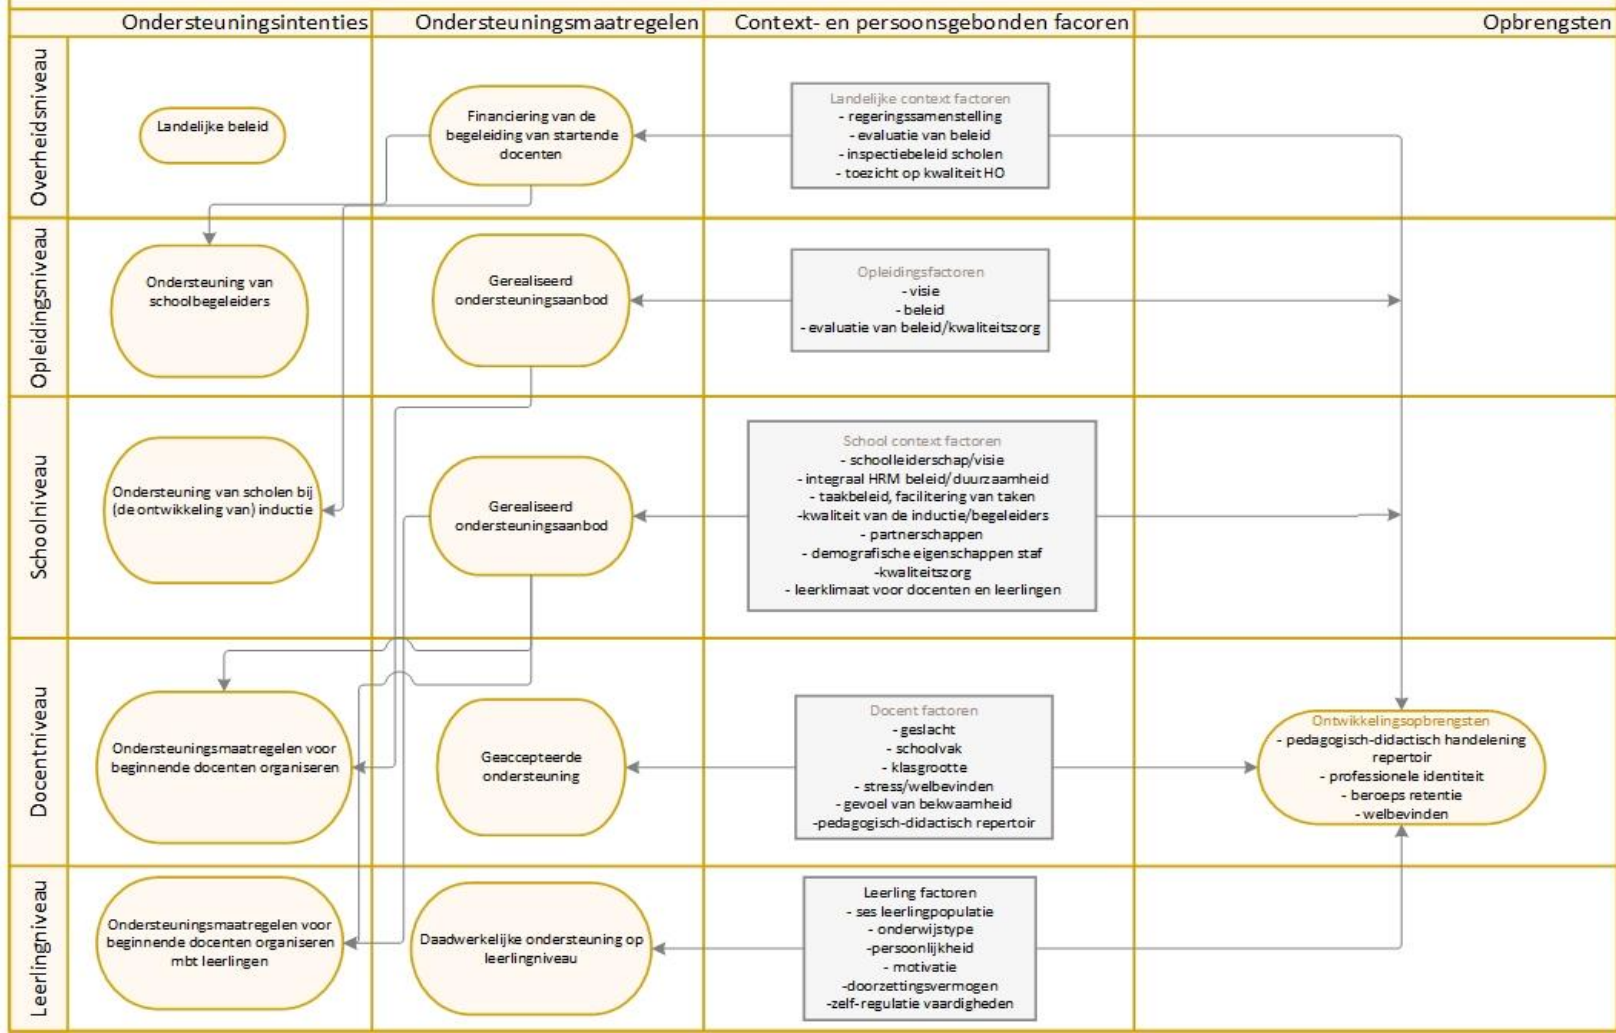 Ondersteuningsintenties
Ondersteuningsmaatregelen
Context- en persoonsgebonden facoren
Opbrengsten
Overheidsniveau
Landelijke beleid
Financiering van de
begeleiding van startende
docenten
Landelijke context factoren
- regeringssamenstelling
- evaluatie van beleid
- inspectiebeleid scholen
- toezicht op kwaliteit HO
Opleidingsniveau
Ondersteuning van
schoolbegeleiders
Gerealiseerd
ondersteuningsaanbod
Opleidingsfactoren
- visie
- beleid
- evaluatie van beleid/kwaliteitszorg
Schoolniveau
Ondersteuning van scholen bij
(de ontwikkeling van) inductie
Gerealiseerd
ondersteuningsaanbod
School context factoren
- schoolleiderschap/visie
- integraal HRM beleid/duurzaamheid
- taakbeleid, facilitering van taken
-kwaliteit van de inductie/begeleiders
- partnerschappen
- demografische eigenschappen staf
-kwaliteitszorg
- leerklimaat voor docenten en leerlingen
Docentniveau
Ondersteuningsmaatregelen voor
beginnende docenten organiseren
Geaccepteerde
ondersteuning
Docent factoren
- geslacht
- schoolvak
- klasgrootte
- stress/welbevinden
- gevoel van bekwaamheid
-pedagogisch-didactisch repertoir
Ontwikkelingsopbrengsten
- pedagogisch-didactisch handelening
repertoir
- professionele identiteit
- beroeps retentie
- welbevinden
Leerlingniveau
Ondersteuningsmaatregelen voor
beginnende docenten organiseren
mbt leerlingen
Daadwerkelijke ondersteuning op
leerlingniveau
Leerling factoren
- ses leerlingpopulatie
- onderwijstype
-persoonlijkheid
- motivatie
-doorzettingsvermogen
-zelf-regulatie vaardigheden